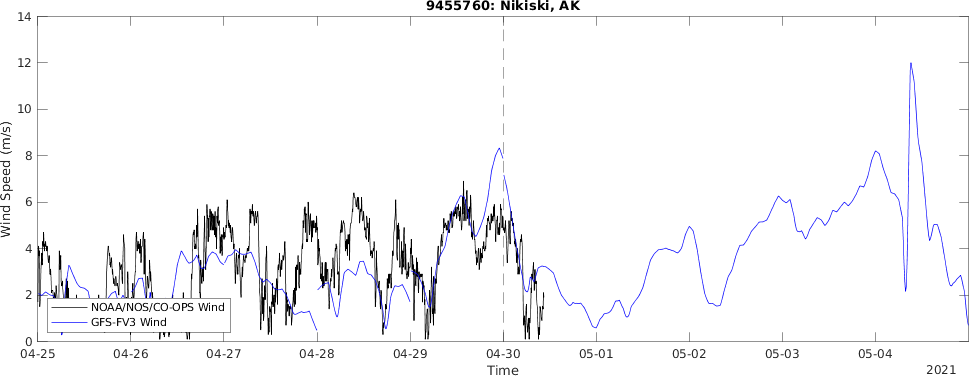 9455760: Nikiski, AK
14
12
10
8
6
4
2
0
Wind Speed (m/s)
NOAA/NOS/CO-OPS Wind
GFS-FV3 Wind
04-25 04-26 04-27 04-28 04-29 04-30 05-01 05-02 05-03 05-04
Time
2021